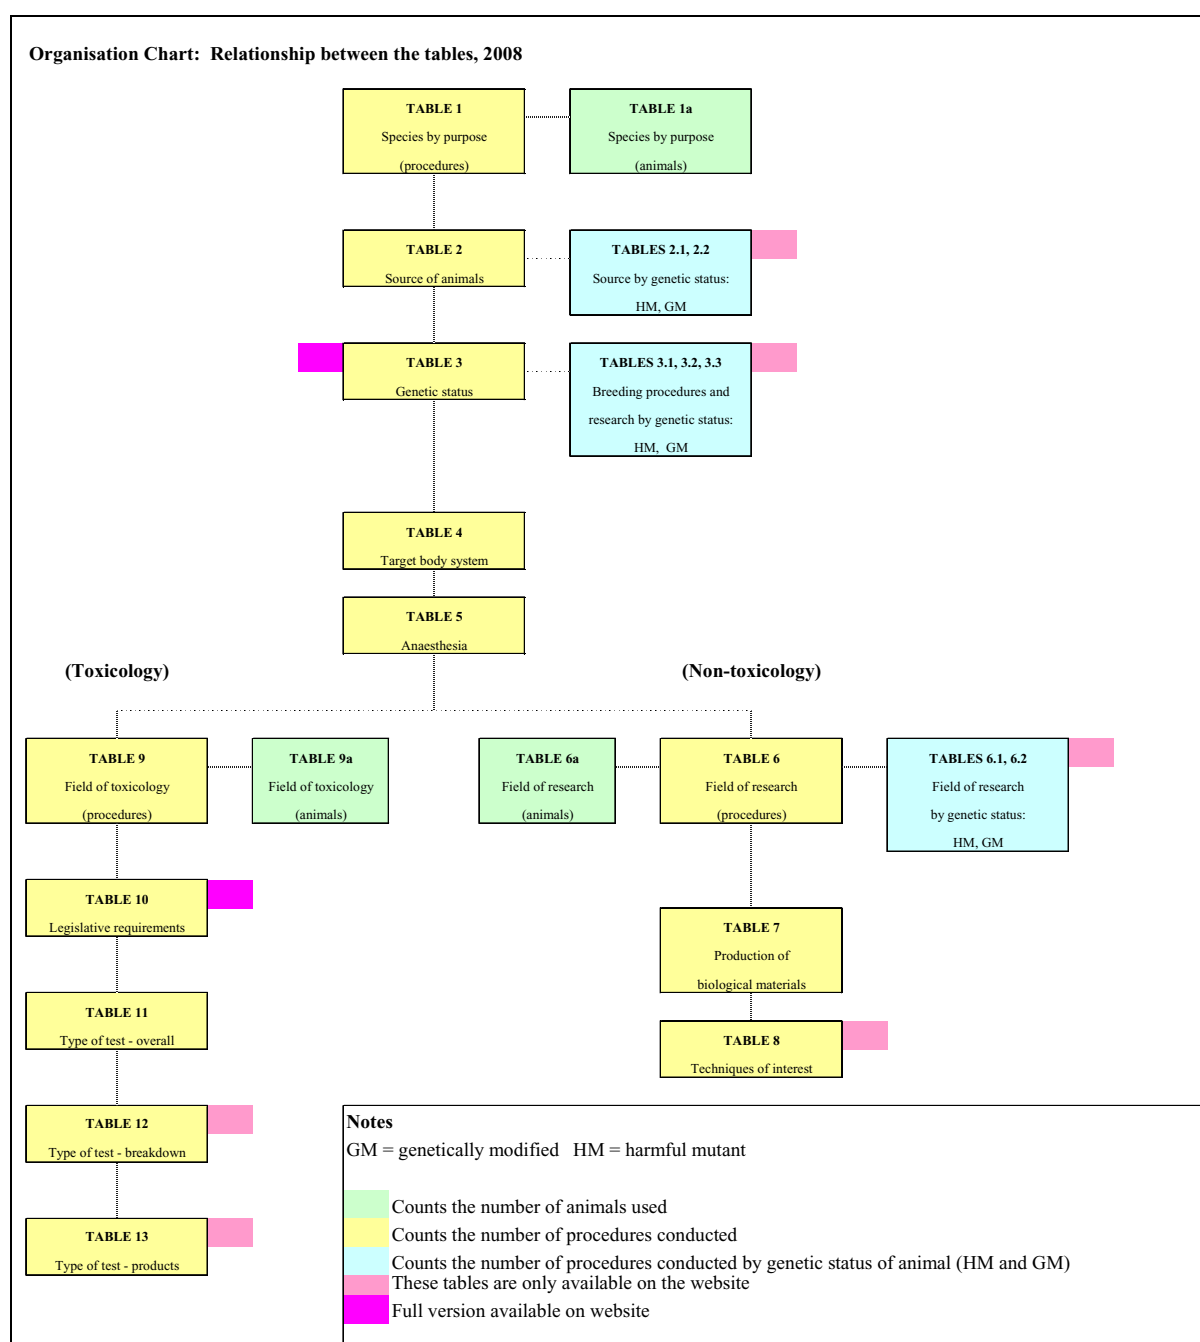 Organisation Chart:  Relationship between the tables, 2008
TABLE 1
Species by purpose
(procedures)
TABLE 1a
Species by purpose
(animals)
TABLE 2
Source of animals
TABLES 2.1, 2.2
Source by genetic status:
HM, GM
TABLE 3
Genetic status
TABLES 3.1, 3.2, 3.3
Breeding procedures and
research by genetic status:
HM,  GM
TABLE 4
Target body system
TABLE 5
Anaesthesia
(Toxicology)
(Non-toxicology)
TABLE 9
Field of toxicology
(procedures)
TABLE 9a
Field of toxicology
(animals)
TABLE 6a
Field of research
(animals)
TABLE 6
Field of research
(procedures)
TABLES 6.1, 6.2
Field of research
by genetic status:
HM, GM
TABLE 10
Legislative requirements
TABLE 7
Production of
biological materials
TABLE 11
Type of test - overall
TABLE 8
Techniques of interest
TABLE 12
Type of test - breakdown
TABLE 13
Type of test - products
Notes
GM = genetically modified   HM = harmful mutant
Counts the number of animals used
Counts the number of procedures conducted
Counts the number of procedures conducted by genetic status of animal (HM and GM)
These tables are only available on the website
Full version available on website